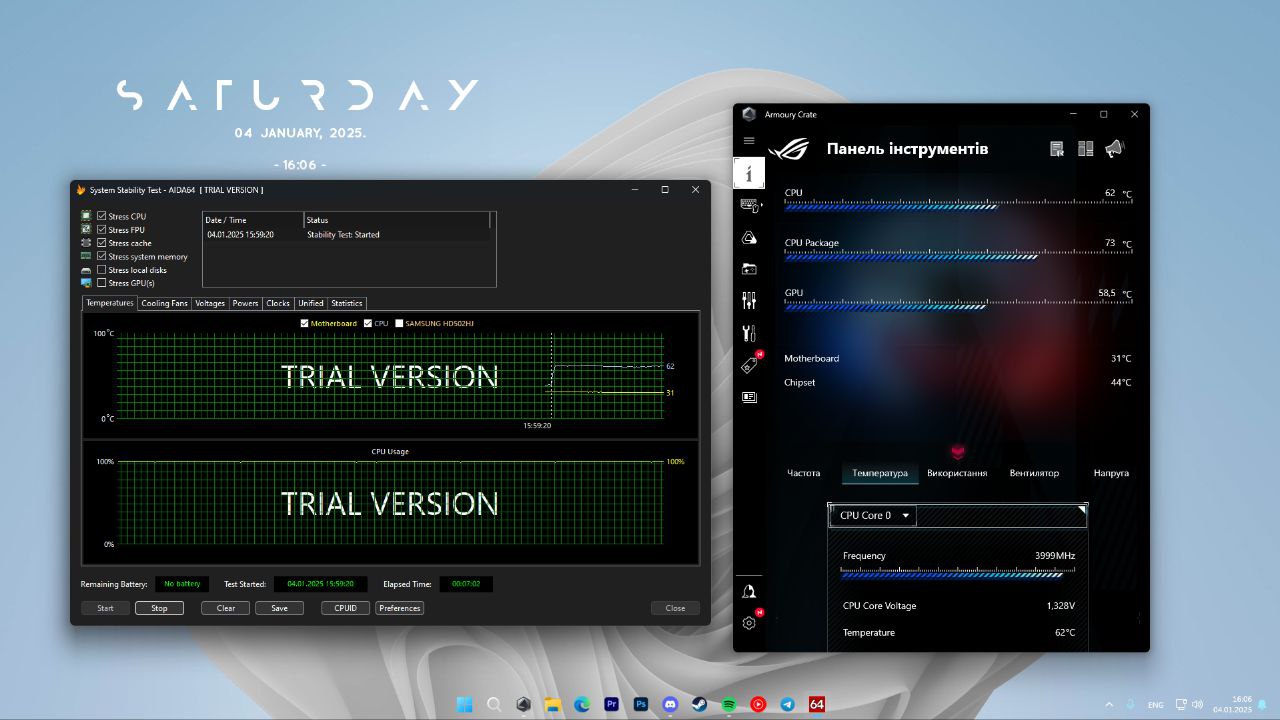 SATURDAY
04 JANUARY, 2025.
- 16:06 -
System Stability Test - AIDA64 [ TRIAL VERSION ]
Stress CPU
Stress FPU
Stress cache
Stress system memory
Stress local disks
Stress GPU(s)
Date / Time Status
04.01.2025 15:59:20 Stability Test: Started
Temperatures Cooling Fans Voltages Powers Clocks Unified Statistics
Motherboard CPU SAMSUNG HD502HJ
100°C
TRIAL VERSION
62
31
0°C
15:59:20
CPU Usage
100% 100%
TRIAL VERSION
0%
Remaining Battery: No battery Test Started: 04.01.2025 15:59:20 Elapsed Time: 00:07:02
Start Stop Clear Save CPUID Preferences Close
Armoury Crate
Панель інструментів
CPU 62 °C
CPU Package 73 °C
GPU 58,5 °C
Motherboard 31°C
Chipset 44°C
Частота Температура Використання Вентилятор Напруга
CPU Core 0
Frequency 3999MHz
CPU Core Voltage 1,328V
Temperature 62°C
Pr Ps 64
ENG
16:06
04.01.2025